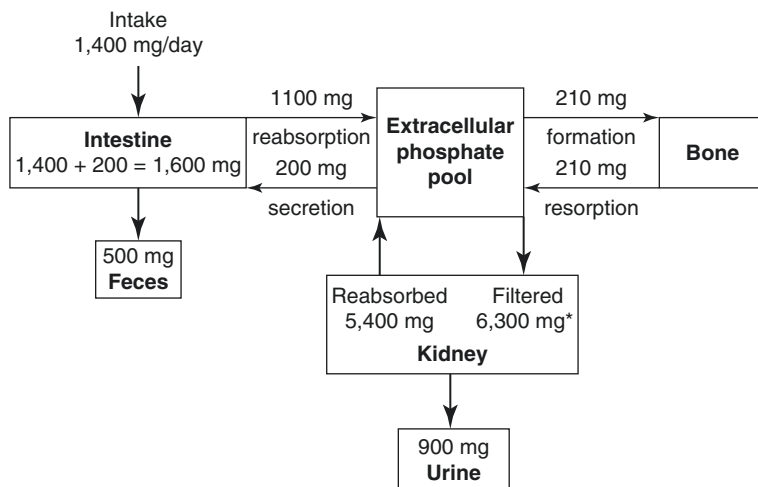 Intake
1,400 mg/day
Intestine
1,400 + 200 = 1,600 mg
1100 mg
reabsorption
200 mg
secretion
Extracellular
phosphate
pool
210 mg
formation
210 mg
resorption
Bone
500 mg
Feces
Reabsorbed
5,400 mg
Filtered
6,300 mg*
Kidney
900 mg
Urine